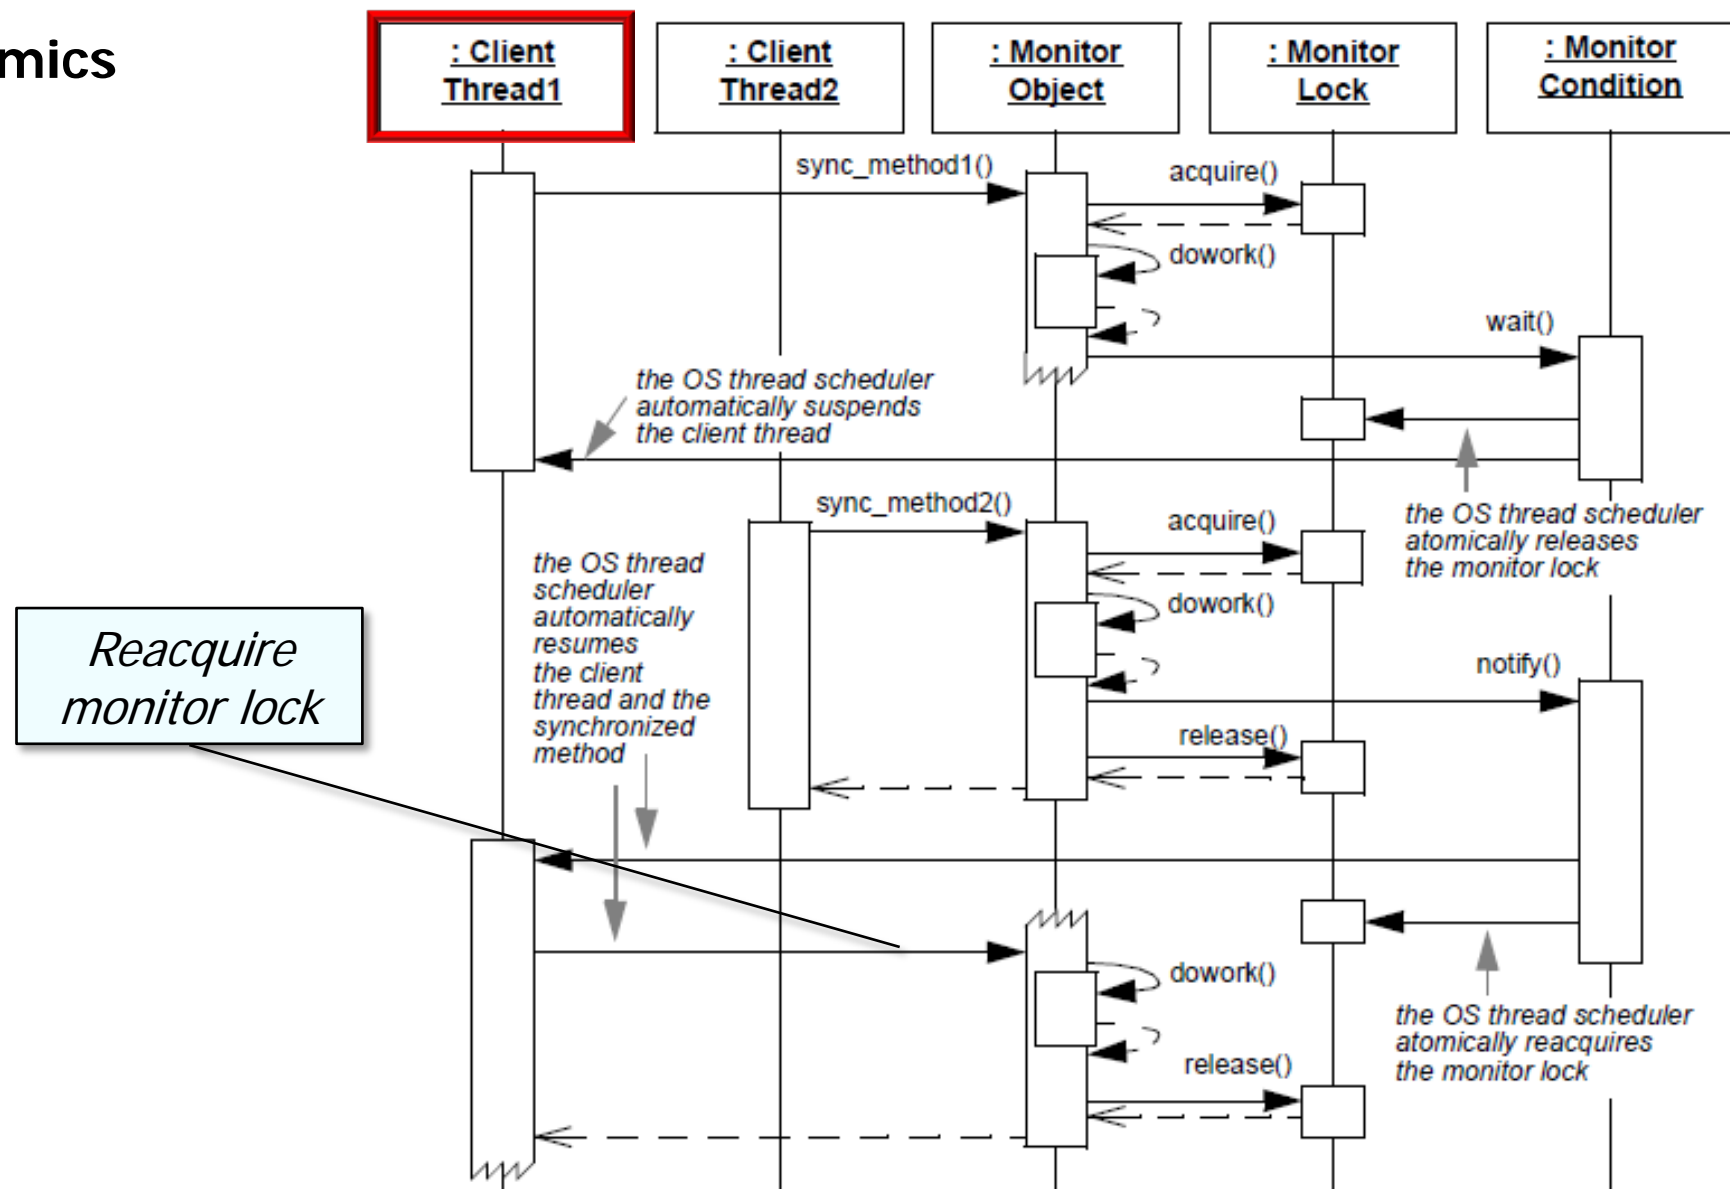 mics
: Client
Thread1
: Client
Thread2
: Monitor
Object
: Monitor
Lock
: Monitor
Condition
sync_method1()
acquire()
dowork()
wait()
the OS thread scheduler
automatically suspends
the client thread
sync_method2()
acquire()
the OS thread scheduler
atomically releases
the monitor lock
the OS thread
scheduler
automatically
resumes
the client
thread and the
synchronized
method
dowork()
Reacquire
monitor lock
notify()
release()
dowork()
the OS thread scheduler
atomically reacquires
the monitor lock
release()